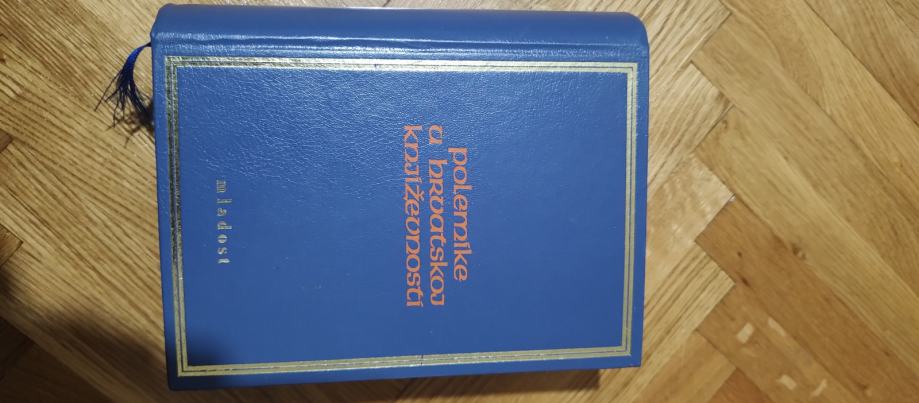 polemike
u hrvatskoj
književnosti
mladost